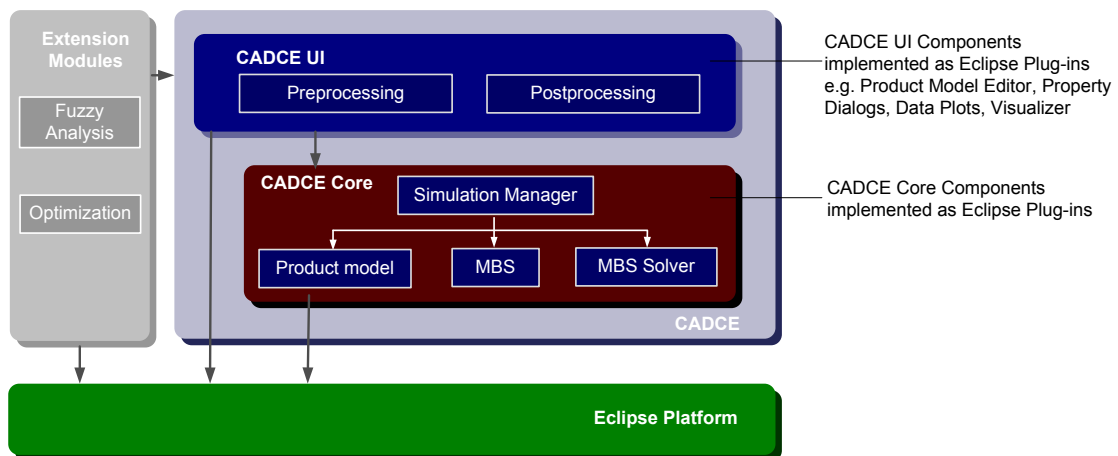 Extension
Modules
Fuzzy
Analysis
Optimization
CADCE UI
Preprocessing
Postprocessing
CADCE Core
Simulation Manager
Product model
MBS
MBS Solver
CADCE
Eclipse Platform
CADCE UI Components
implemented as Eclipse Plug-ins
e.g. Product Model Editor, Property
Dialogs, Data Plots, Visualizer
CADCE Core Components
implemented as Eclipse Plug-ins